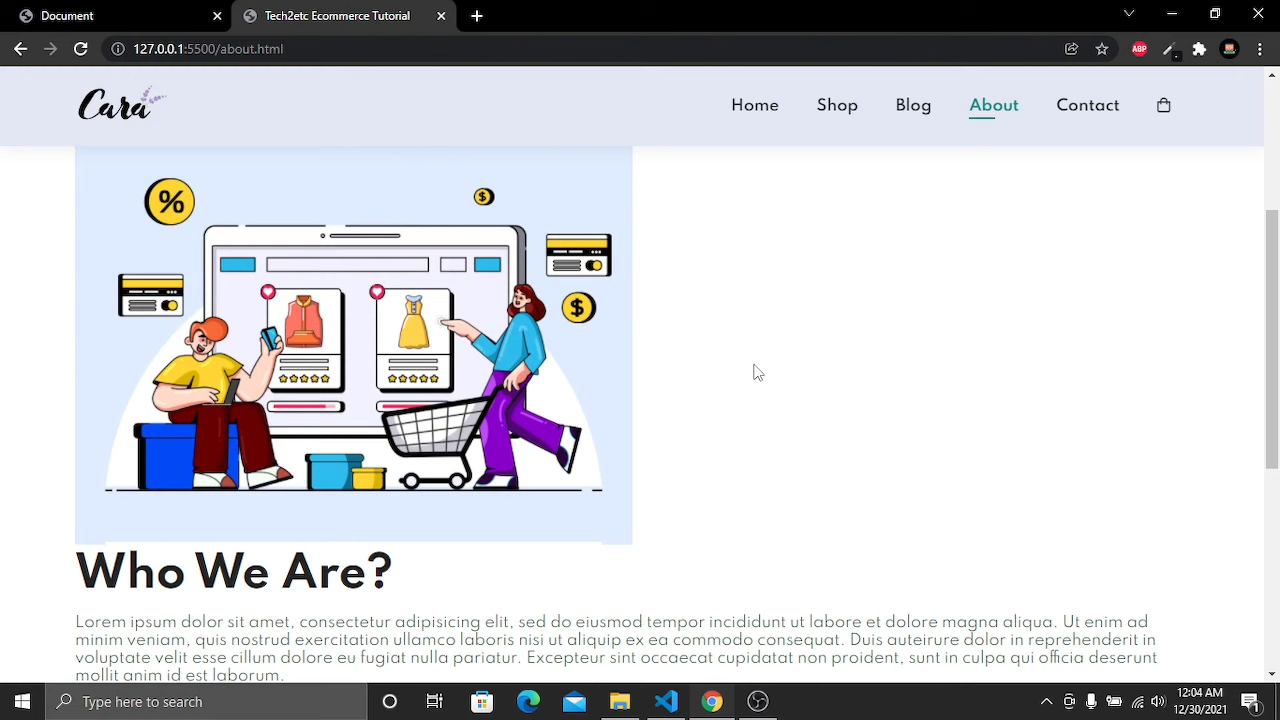 Document
Tech2etc Ecommerce Tutorial
127.0.0.1:5500/about.html
ABP
Cara
Home
Shop
Blog
About
Contact
%
$
$
Who We Are?
Lorem ipsum dolor sit amet, consectetur adipisicing elit, sed do eiusmod tempor incididunt ut labore et dolore magna aliqua. Ut enim ad
minim veniam, quis nostrud exercitation ullamco laboris nisi ut aliquip ex ea commodo consequat. Duis auteirure dolor in reprehenderit in
voluptate velit esse cillum dolore eu fugiat nulla pariatur. Excepteur sint occaecat cupidatat non proident, sunt in culpa qui officia deserunt
mollit anim id est laborum.
Type here to search
12:04 AM
12/30/2021
1